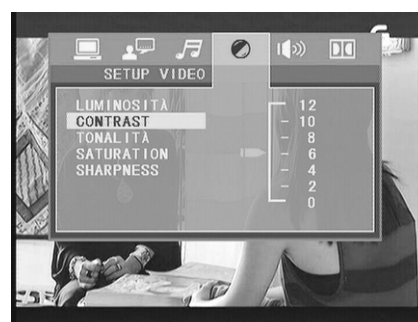 SETUP VIDEO
LUMINOSITÀ
CONTRAST
TONALITÀ
SATURATION
SHARPNESS
12
10
8
6
4
2
0